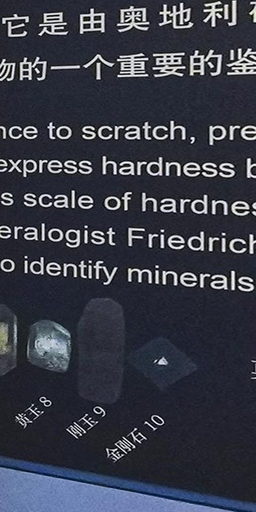 它是由奥地利
物的一个重要的鉴
nce to scratch, pre
express hardness b
s scale of hardnes
eralogist Friedrich
o identify minerals
黄玉 8
刚玉 9
金刚石 10